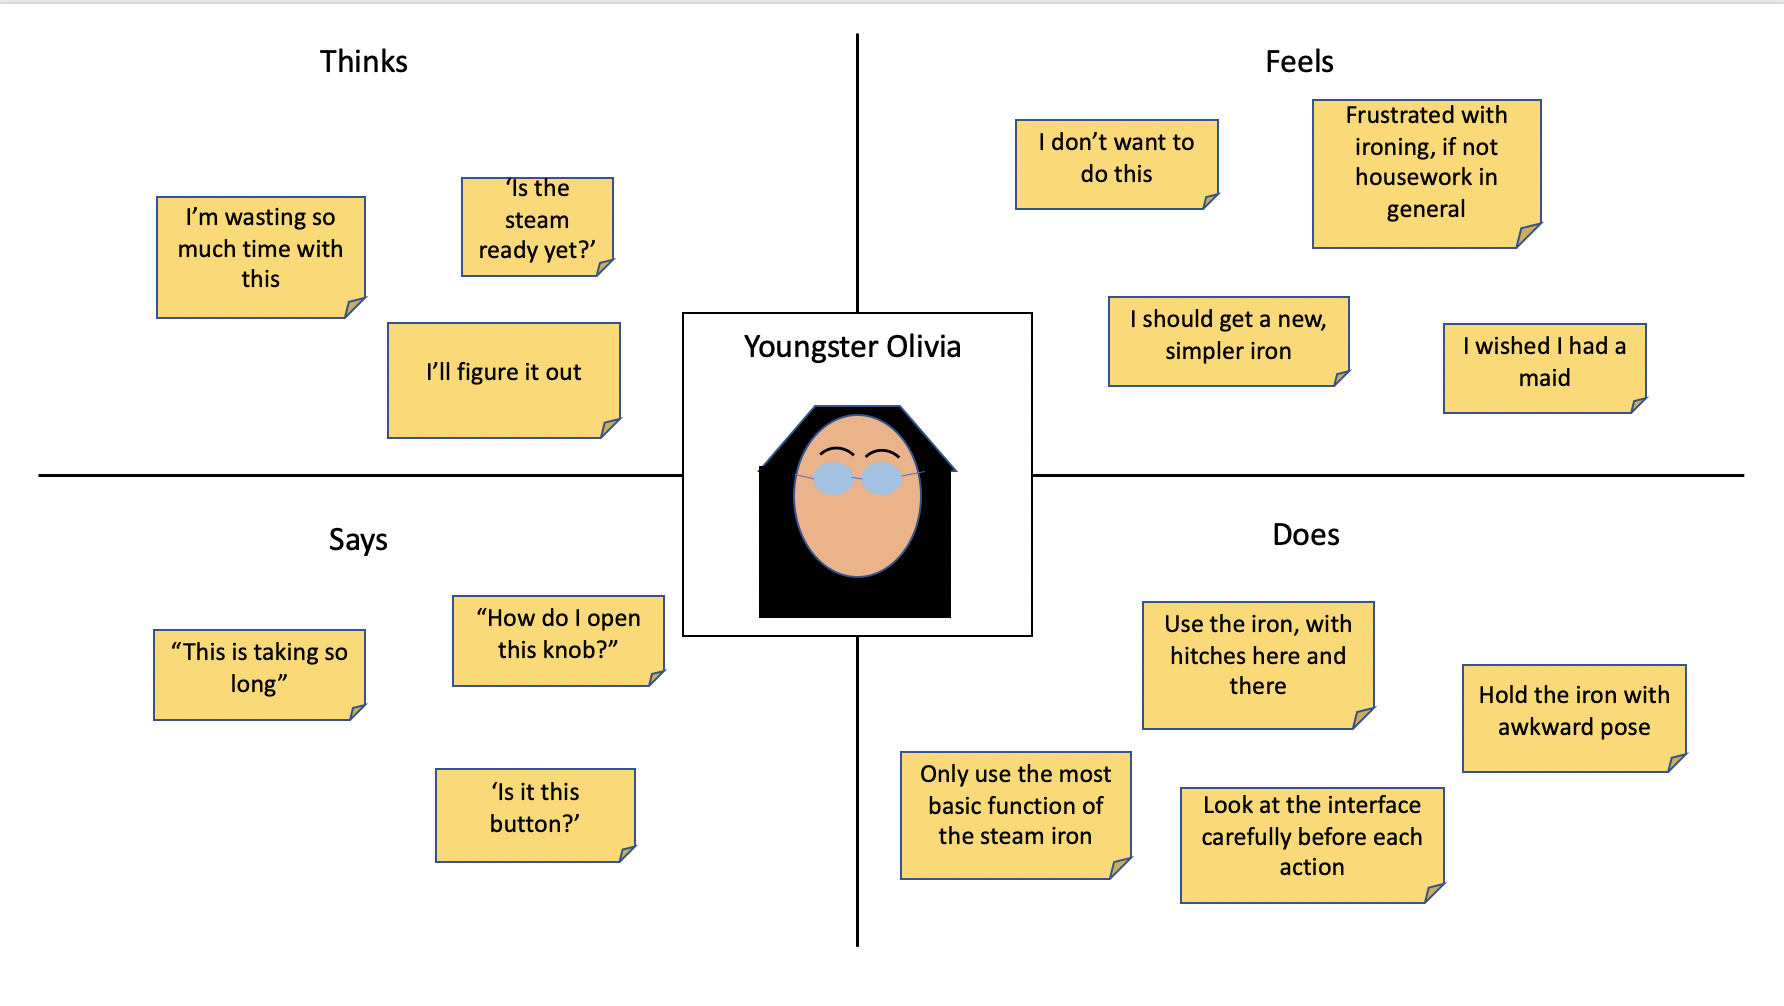 Thinks
I’m wasting so
much time with
this
‘Is the
steam
ready yet?’
I’ll figure it out
Feels
I don’t want to
do this
Frustrated with
ironing, if not
housework in
general
I should get a new,
simpler iron
I wished I had a
maid
Youngster Olivia
Says
“This is taking so
long”
“How do I open
this knob?”
‘Is it this
button?’
Does
Use the iron, with
hitches here and
there
Hold the iron with
awkward pose
Only use the most
basic function of
the steam iron
Look at the interface
carefully before each
action